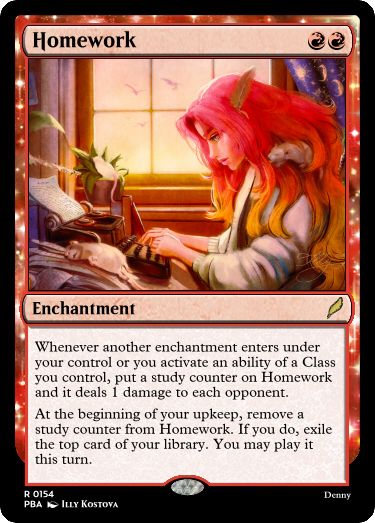 Homework
Enchantment
Whenever another enchantment enters under
your control or you activate an ability of a Class
you control, put a study counter on Homework
and it deals 1 damage to each opponent.
At the beginning of your upkeep, remove a
study counter from Homework. If you do, exile
the top card of your library. You may play it
this turn.
R 0154
PBA Illy Kostova
Denny